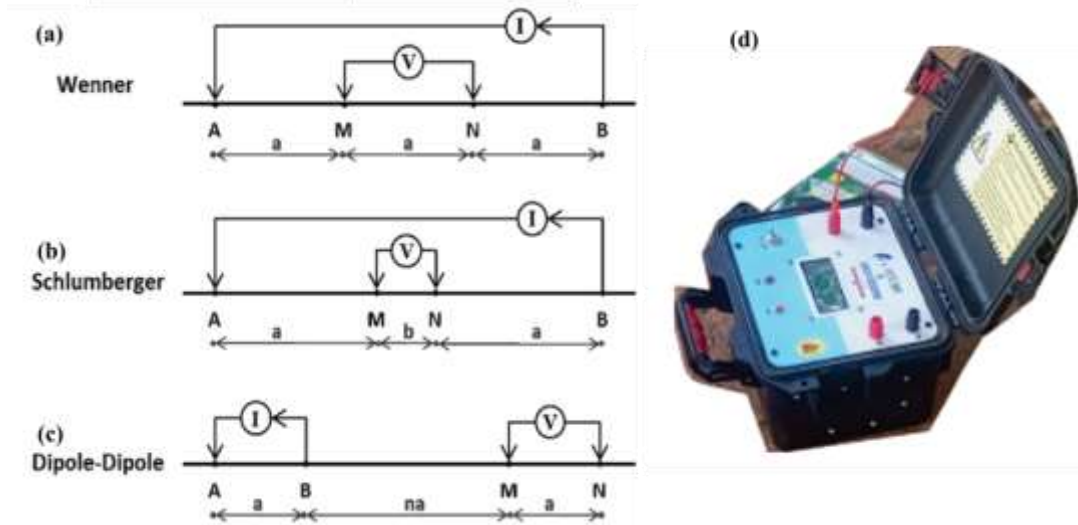 (a)
Wenner
I
V
A M N B
a a a
(b)
Schlumberger
I
V
A M N B
a b a
(c)
Dipole-Dipole
I
V
A B M N
a na a
(d)